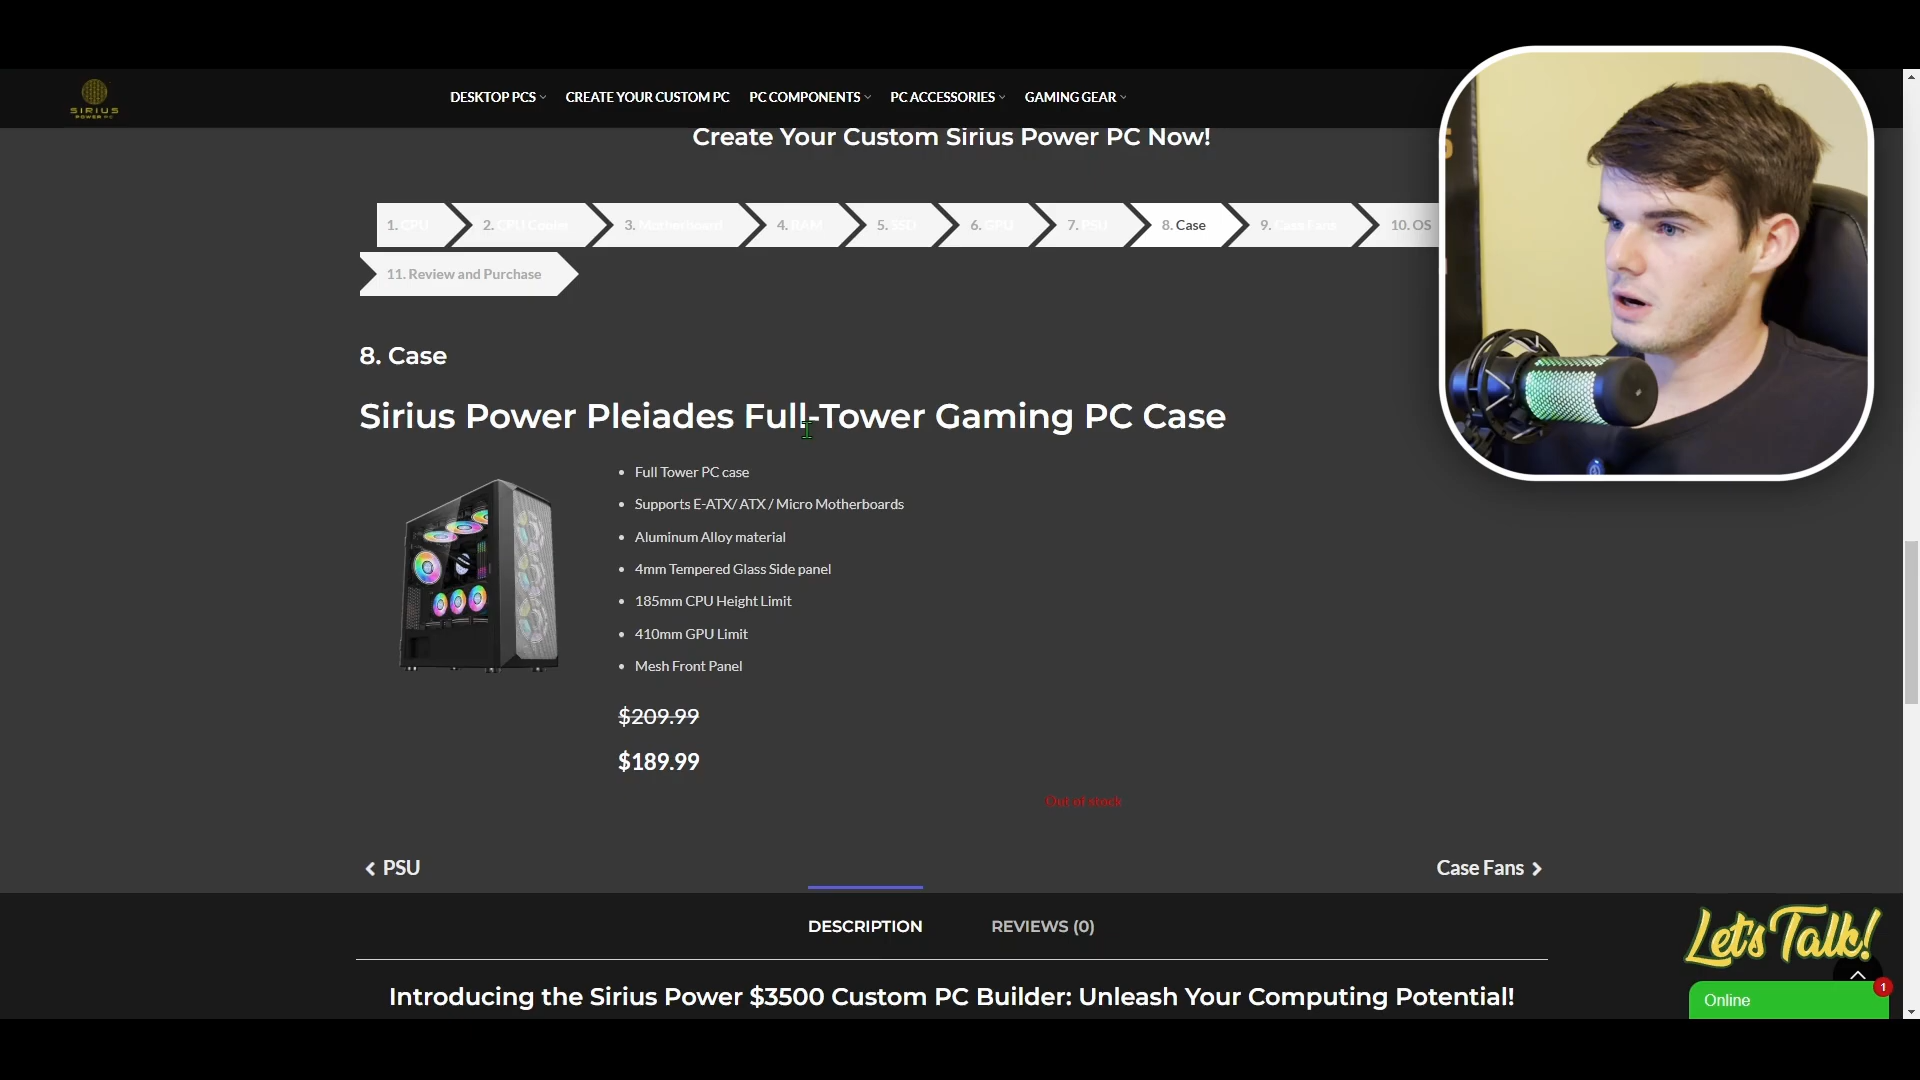 SIRIUS
POWER PC
DESKTOP PCS
CREATE YOUR CUSTOM PC
PC COMPONENTS
PC ACCESSORIES
GAMING GEAR
Create Your Custom Sirius Power PC Now!
1. CPU
2. CPU Cooler
3. Motherboard
4. RAM
5. SSD
6. GPU
7. PSU
8. Case
9. Case Fans
10. OS
11. Review and Purchase
8. Case
Sirius Power Pleiades Full-Tower Gaming PC Case
• Full Tower PC case
• Supports E-ATX/ ATX / Micro Motherboards
• Aluminum Alloy material
• 4mm Tempered Glass Side panel
• 185mm CPU Height Limit
• 410mm GPU Limit
• Mesh Front Panel
$209.99
$189.99
Out of stock
PSU
Case Fans
DESCRIPTION
REVIEWS (0)
Let's Talk!
Introducing the Sirius Power $3500 Custom PC Builder: Unleash Your Computing Potential!
1
Online